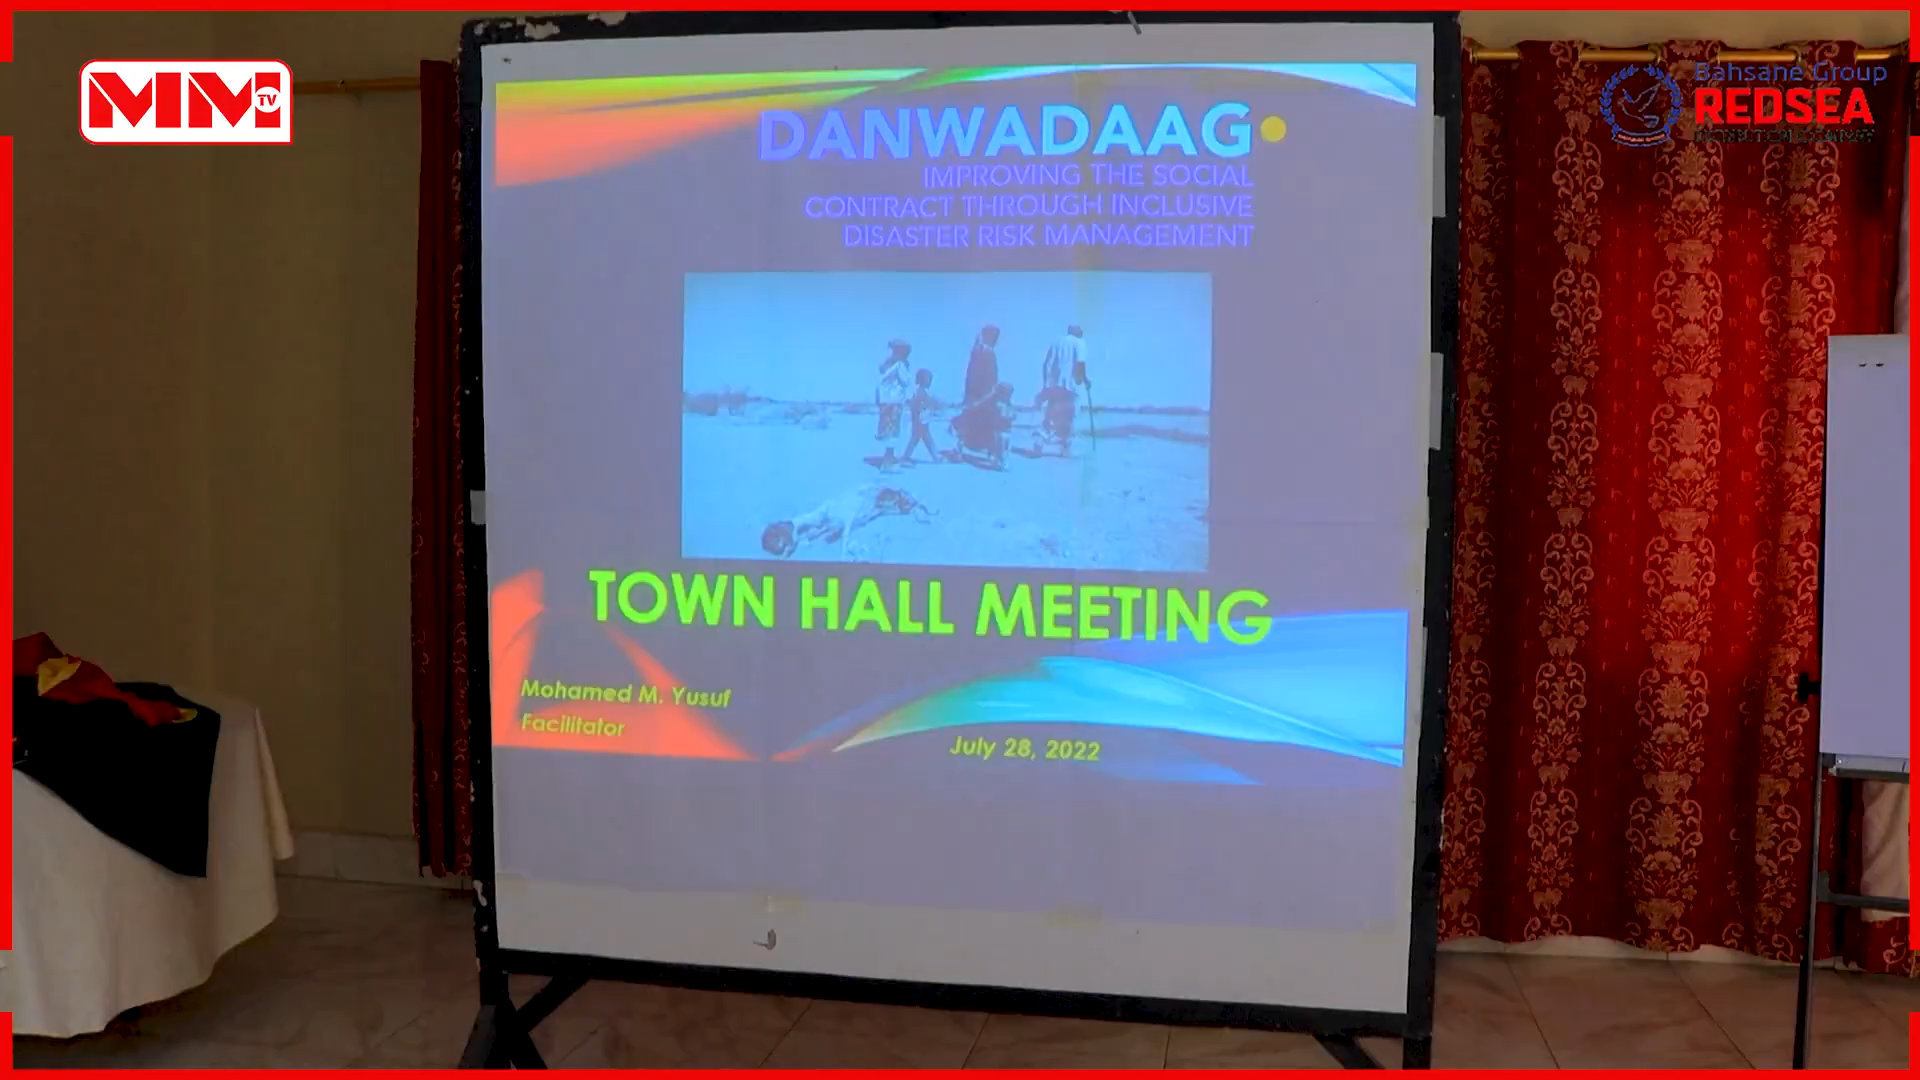 MM TV
Bahsane Group
REDSEA
DANWADAAG
IMPROVING THE SOCIAL
CONTRACT THROUGH INCLUSIVE
DISASTER RISK MANAGEMENT
TOWN HALL MEETING
Mohamed M. Yusuf
Facilitator
July 28, 2022